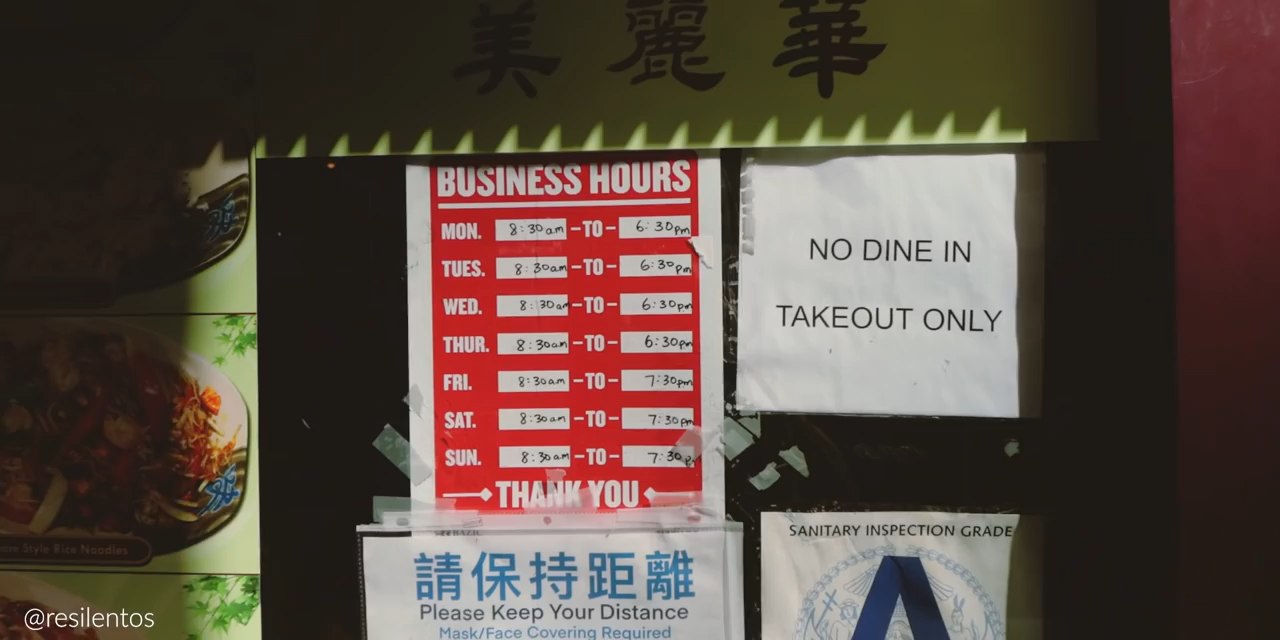 美麗華
BUSINESS HOURS
MON. 8:30am -TO- 6:30pm
TUES. 8:30am -TO- 6:30pm
WED. 8:30am -TO- 6:30pm
THUR. 8:30am -TO- 6:30pm
FRI. 8:30am -TO- 7:30pm
SAT. 8:30am -TO- 7:30pm
SUN. 8:30am -TO- 7:30p
THANK YOU
NO DINE IN
TAKEOUT ONLY
請保持距離
Please Keep Your Distance
Mask/Face Covering Required
SANITARY INSPECTION GRADE
A
Style Rice Noodles
@resilentos